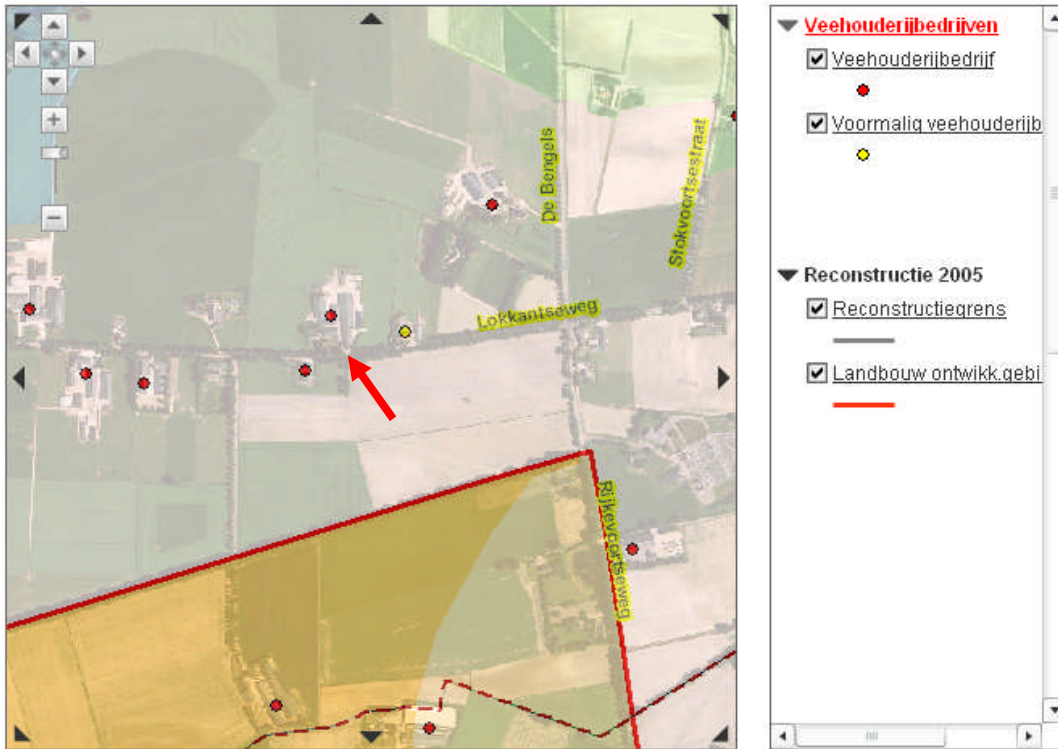 De Bengels
Stokvoortsestraat
Lokkantseweg
Rijkevoortseweg
Veehouderijbedrijven
Veehouderijbedrijf
Voormalig veehouderijb
Reconstructie 2005
Reconstructiegrens
Landbouw ontwikk.gebi